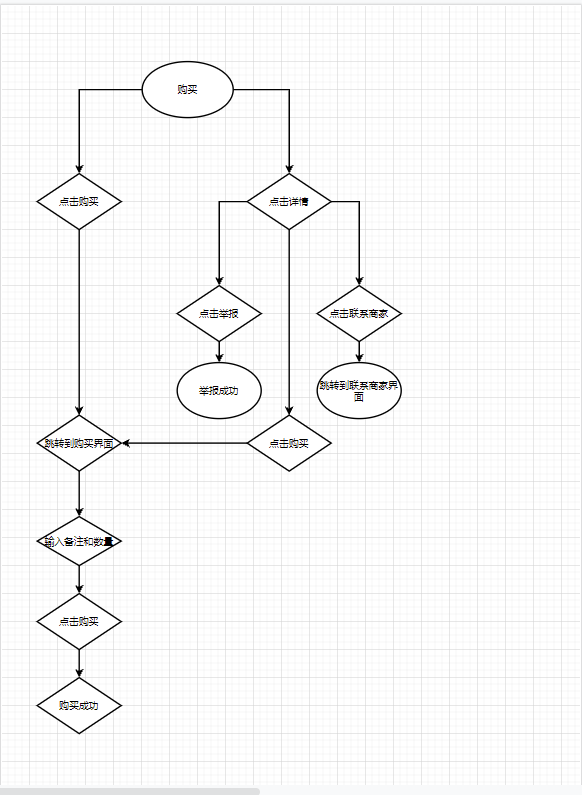 购买
点击购买
点击详情
点击举报
点击联系商家
举报成功
跳转到联系商家界
面
跳转到购买界面
点击购买
输入备注和数量
点击购买
购买成功